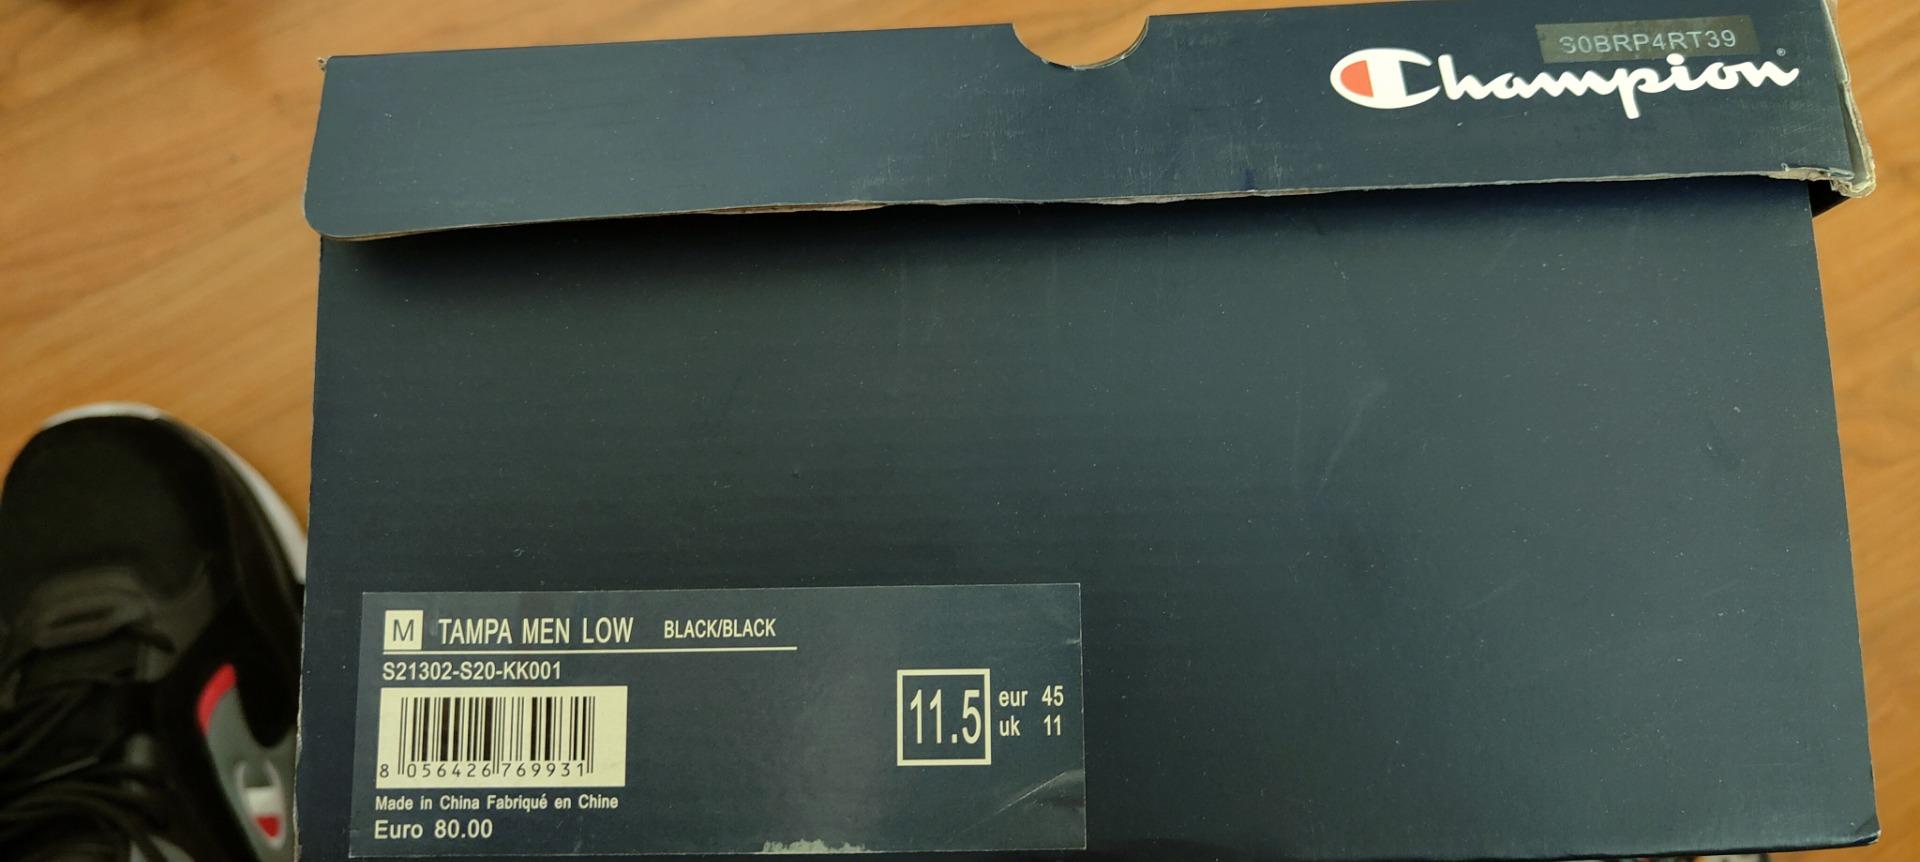 S0BRP4RT39
Champion®
M TAMPA MEN LOW BLACK/BLACK
S21302-S20-KK001
8 056426 769931
Made in China Fabriqué en Chine
Euro 80.00
11.5
eur 45
uk 11